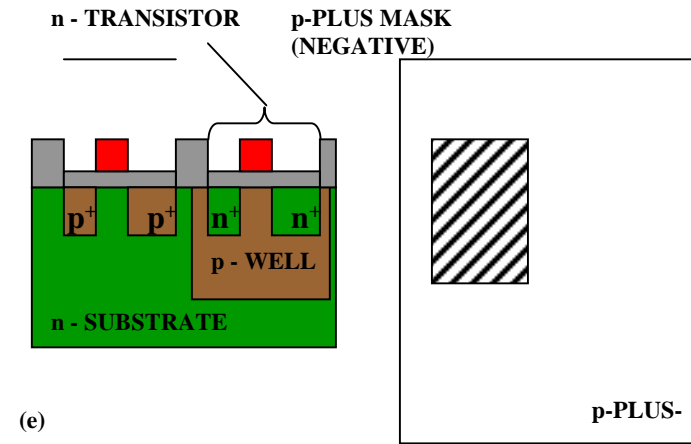 n - TRANSISTOR
p-PLUS MASK
(NEGATIVE)
p+ p+ n+ n+
p - WELL
n - SUBSTRATE
(e)
p-PLUS-